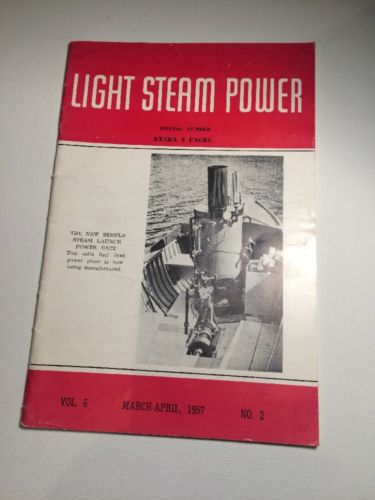 LIGHT STEAM POWER
SPECIAL NUMBER
EXTRA 8 PAGES
THE NEW SEMPLE
STEAM LAUNCH
POWER UNIT
This solid fuel fired
power plant is now
being manufactured.
VOL. 6 MARCH-APRIL, 1957 NO. 2